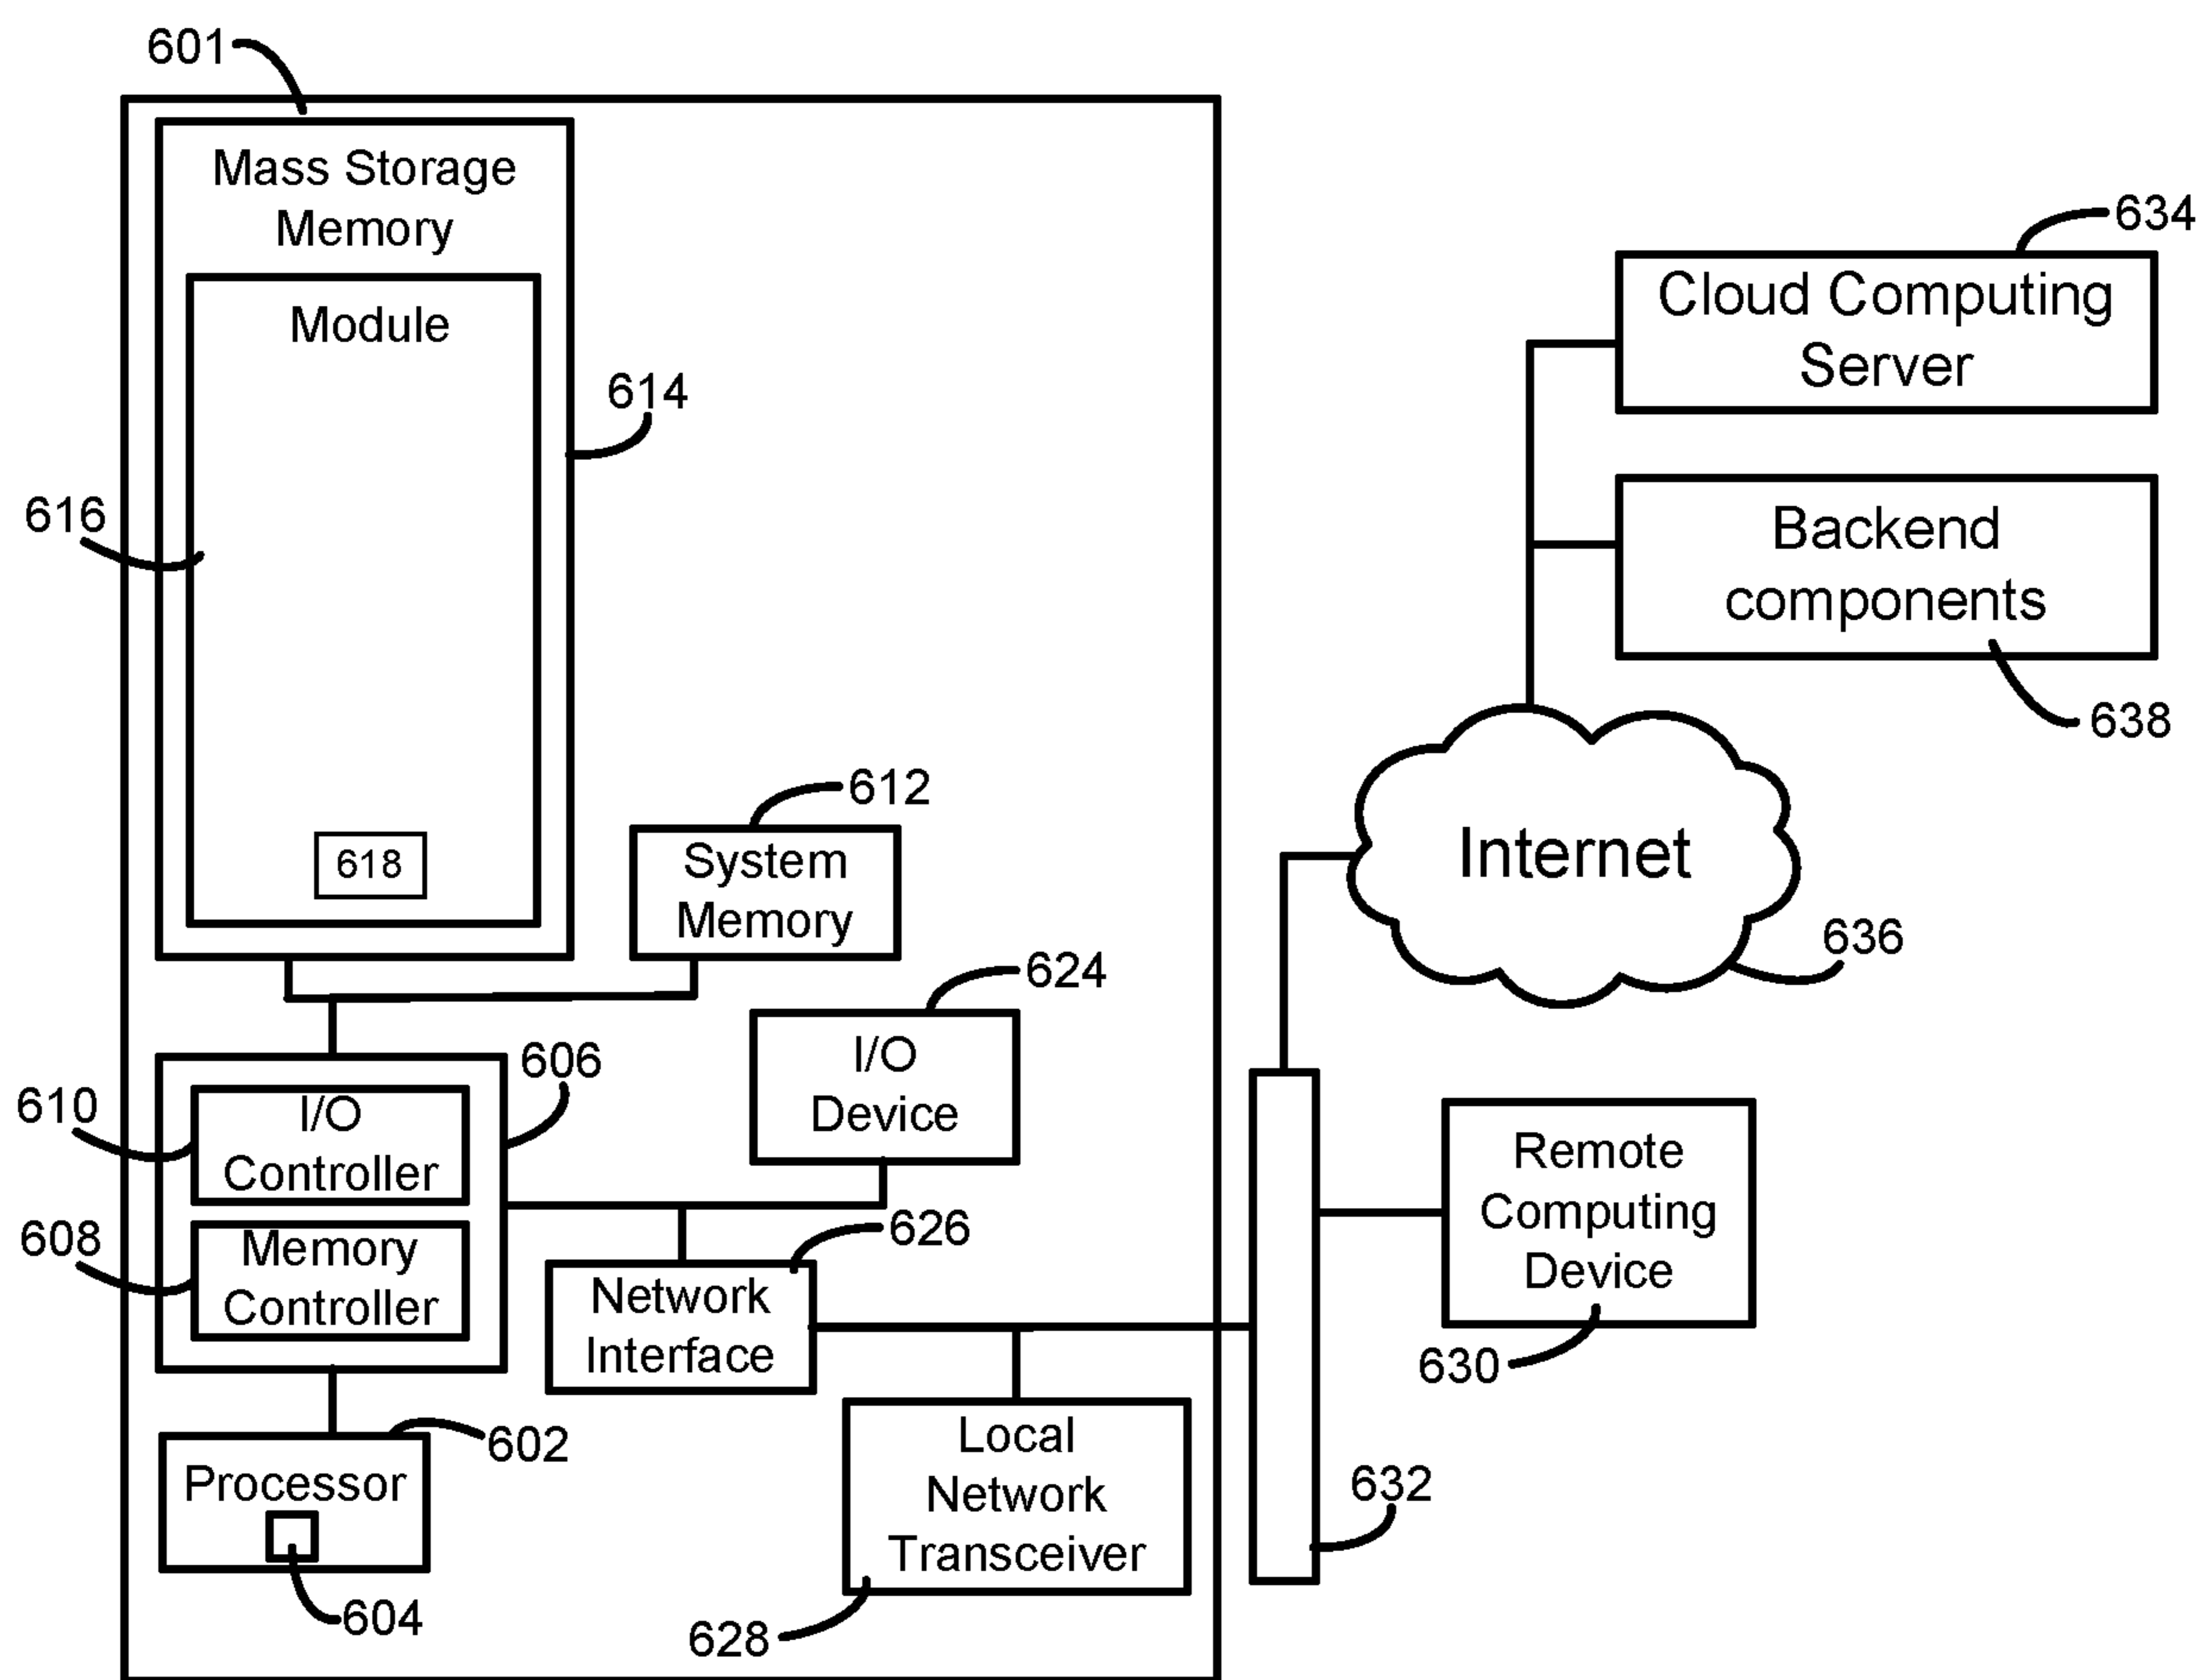 601
Mass Storage
Memory
Module
614
616
618
612
System
Memory
624
I/O
Device
606
610
I/O
Controller
608
Memory
Controller
626
Network
Interface
602
Processor
604
Local
Network
Transceiver
628
634
Cloud Computing
Server
Backend
components
638
Internet
636
Remote
Computing
Device
630
632